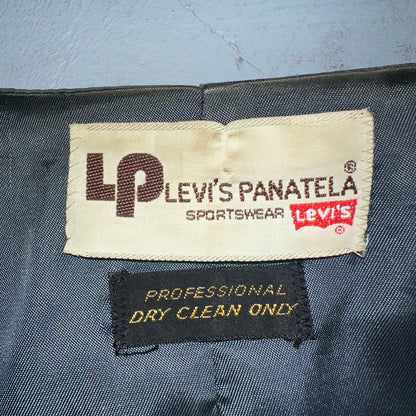 LP LEVI'S PANATELA ®
SPORTSWEAR Levi's ®
PROFESSIONAL
DRY CLEAN ONLY